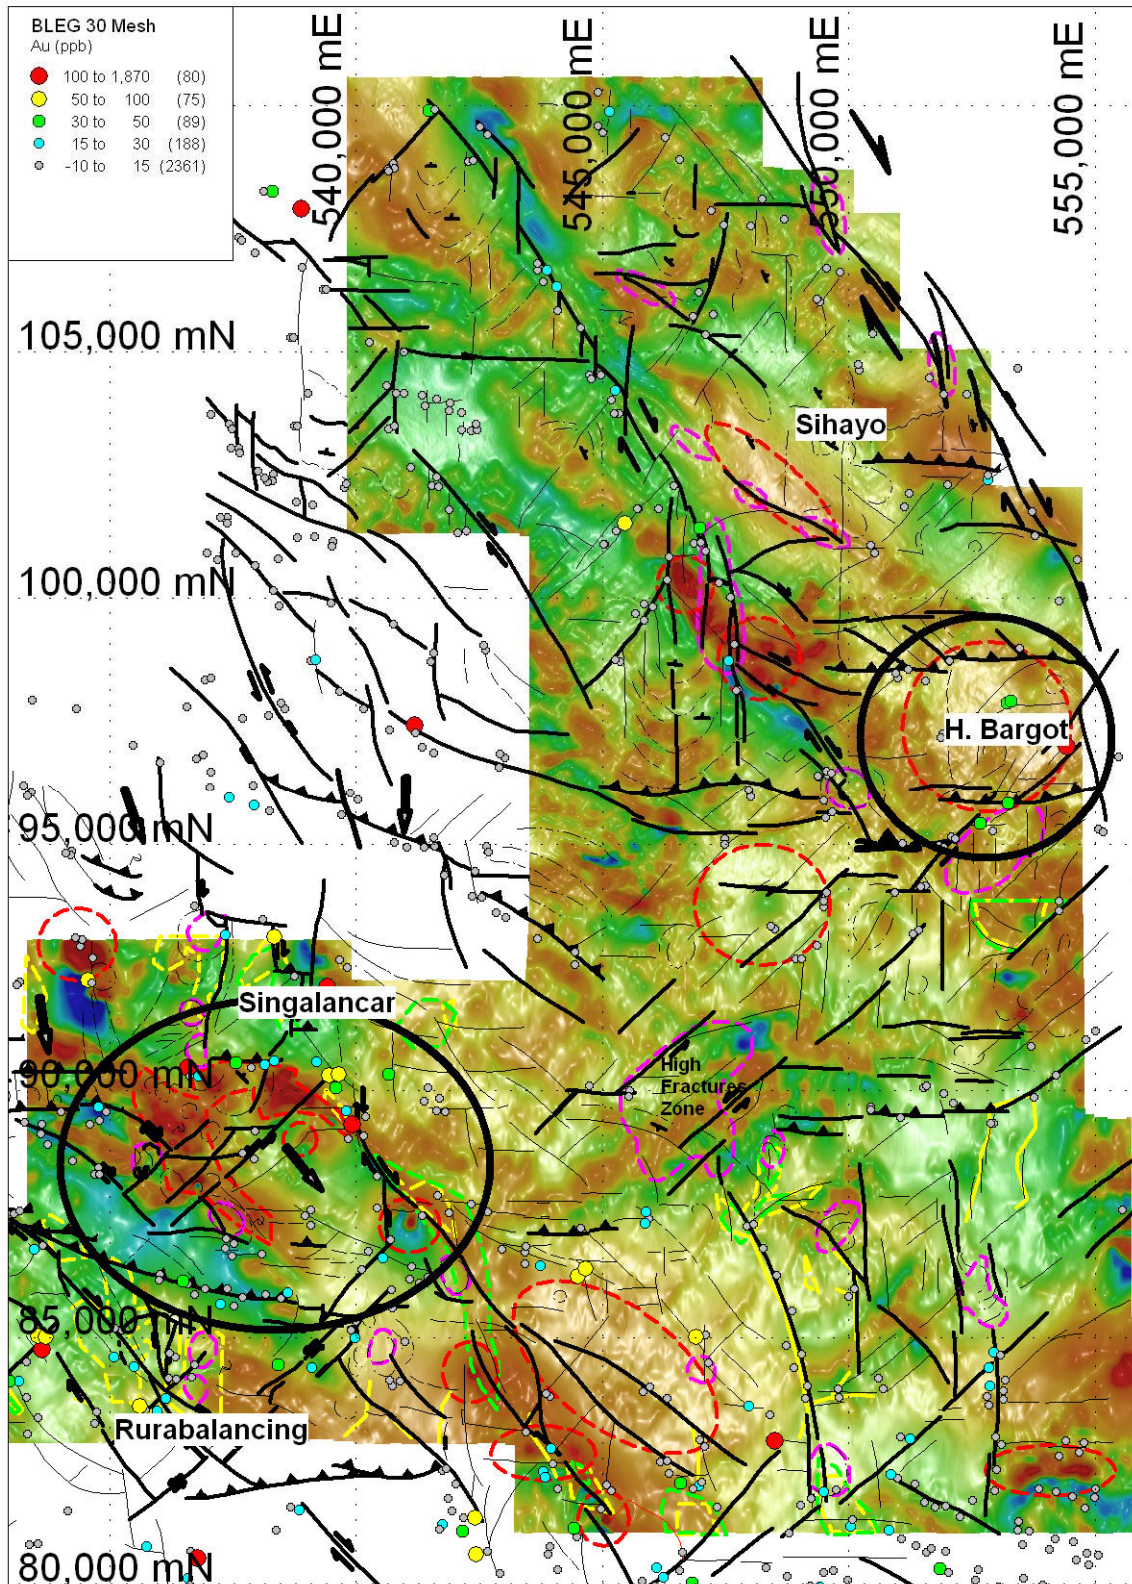 BLEG 30 Mesh
Au (ppb)
100 to 1,870 (80)
50 to 100 (75)
30 to 50 (89)
15 to 30 (188)
-10 to 15 (2361)
540,000 mE
545,000 mE
550,000 mE
555,000 mE
105,000 mN
Sihayo
100,000 mN
H. Bargot
95,000 mN
Singalancar
90,000 mN
High
Fractures
Zone
85,000 mN
Rurabalancing
80,000 mN